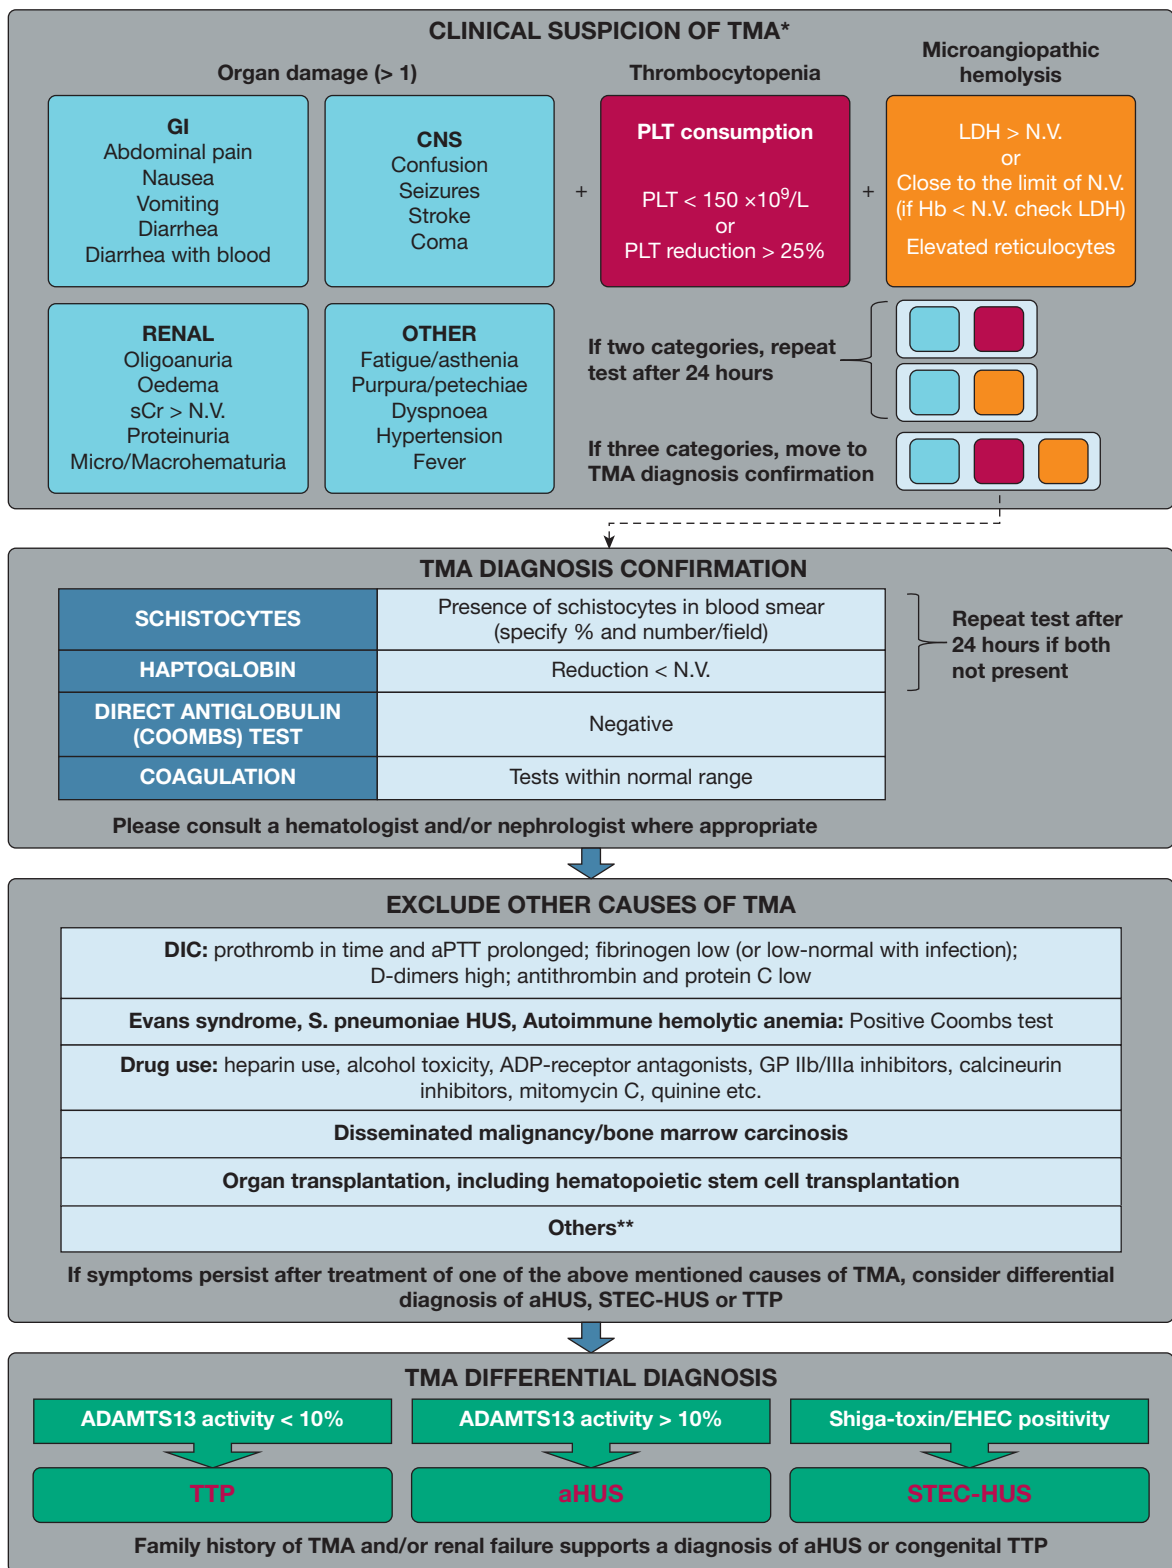 CLINICAL SUSPICION OF TMA*
Organ damage (> 1)
Thrombocytopenia
Microangiopathic
hemolysis
GI
Abdominal pain
Nausea
Vomiting
Diarrhea
Diarrhea with blood
CNS
Confusion
Seizures
Stroke
Coma
+
PLT consumption
PLT < 150 ×10⁹/L
or
PLT reduction > 25%
+
LDH > N.V.
or
Close to the limit of N.V.
(if Hb < N.V. check LDH)
Elevated reticulocytes
RENAL
Oligoanuria
Oedema
sCr > N.V.
Proteinuria
Micro/Macrohematuria
OTHER
Fatigue/asthenia
Purpura/petechiae
Dyspnoea
Hypertension
Fever
If two categories, repeat
test after 24 hours
If three categories, move to
TMA diagnosis confirmation
TMA DIAGNOSIS CONFIRMATION
SCHISTOCYTES
Presence of schistocytes in blood smear
(specify % and number/field)
HAPTOGLOBIN
Reduction < N.V.
Repeat test after
24 hours if both
not present
DIRECT ANTIGLOBULIN
(COOMBS) TEST
Negative
COAGULATION
Tests within normal range
Please consult a hematologist and/or nephrologist where appropriate
EXCLUDE OTHER CAUSES OF TMA
DIC: prothromb in time and aPTT prolonged; fibrinogen low (or low-normal with infection);
D-dimers high; antithrombin and protein C low
Evans syndrome, S. pneumoniae HUS, Autoimmune hemolytic anemia: Positive Coombs test
Drug use: heparin use, alcohol toxicity, ADP-receptor antagonists, GP IIb/IIIa inhibitors, calcineurin
inhibitors, mitomycin C, quinine etc.
Disseminated malignancy/bone marrow carcinosis
Organ transplantation, including hematopoietic stem cell transplantation
Others**
If symptoms persist after treatment of one of the above mentioned causes of TMA, consider differential
diagnosis of aHUS, STEC-HUS or TTP
TMA DIFFERENTIAL DIAGNOSIS
ADAMTS13 activity < 10%
ADAMTS13 activity > 10%
Shiga-toxin/EHEC positivity
TTP
aHUS
STEC-HUS
Family history of TMA and/or renal failure supports a diagnosis of aHUS or congenital TTP